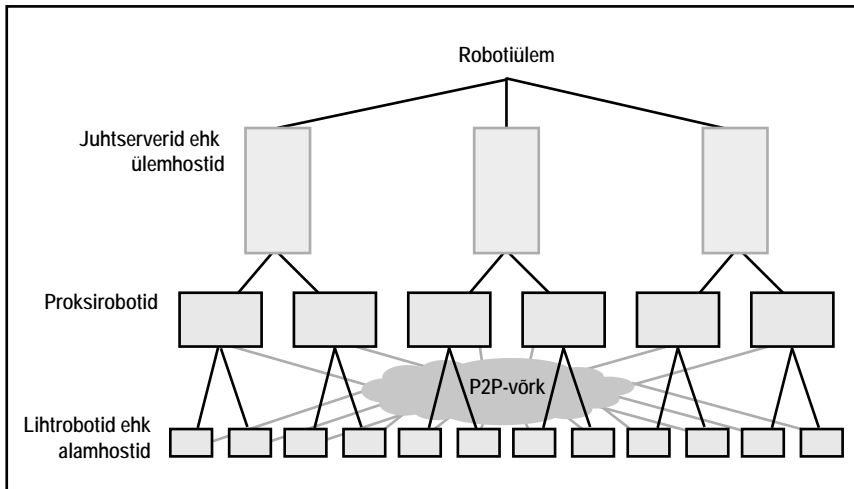 Robotiülem
Juhtserverid ehk
ülemhostid
Proksirobotid
P2P-võrk
Lihtrobotid ehk
alamhostid